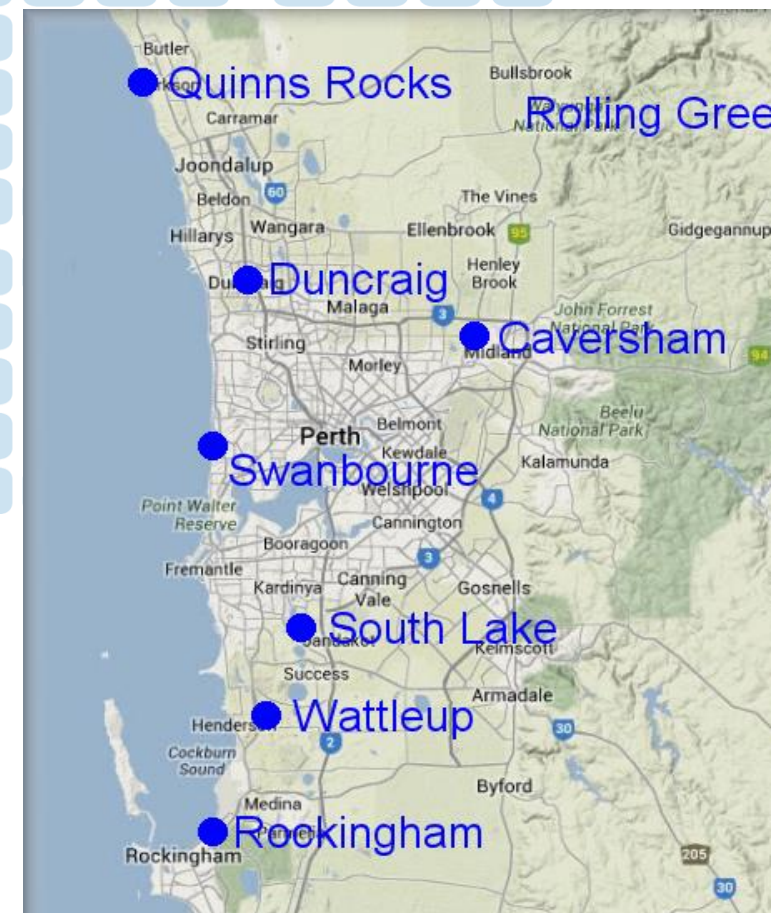 Butler
Quinns Rocks
Bullsbrook
Rolling Gree
National Park
Carramar
Joondalup
60
Beldon
The Vines
Wangara
Hillarys
Ellenbrook
95
Gidgegannup
Henley
Brook
Duncraig
Malaga
3
John Forrest
National Park
Stirling
Caversham
Midland
94
Morley
Beelu
National Park
Belmont
Perth
Kewdale
Kalamunda
Swanbourne
Welshpool
4
Point Walter
Reserve
Cannington
Booragoon
3
Fremantle
Kardinya
Canning
Vale
Gosnells
South Lake
Jandakot
Kelmscott
Success
Armadale
Wattleup
30
2
Cockburn
Sound
Byford
Medina
Rockingham
Rockingham
205
30